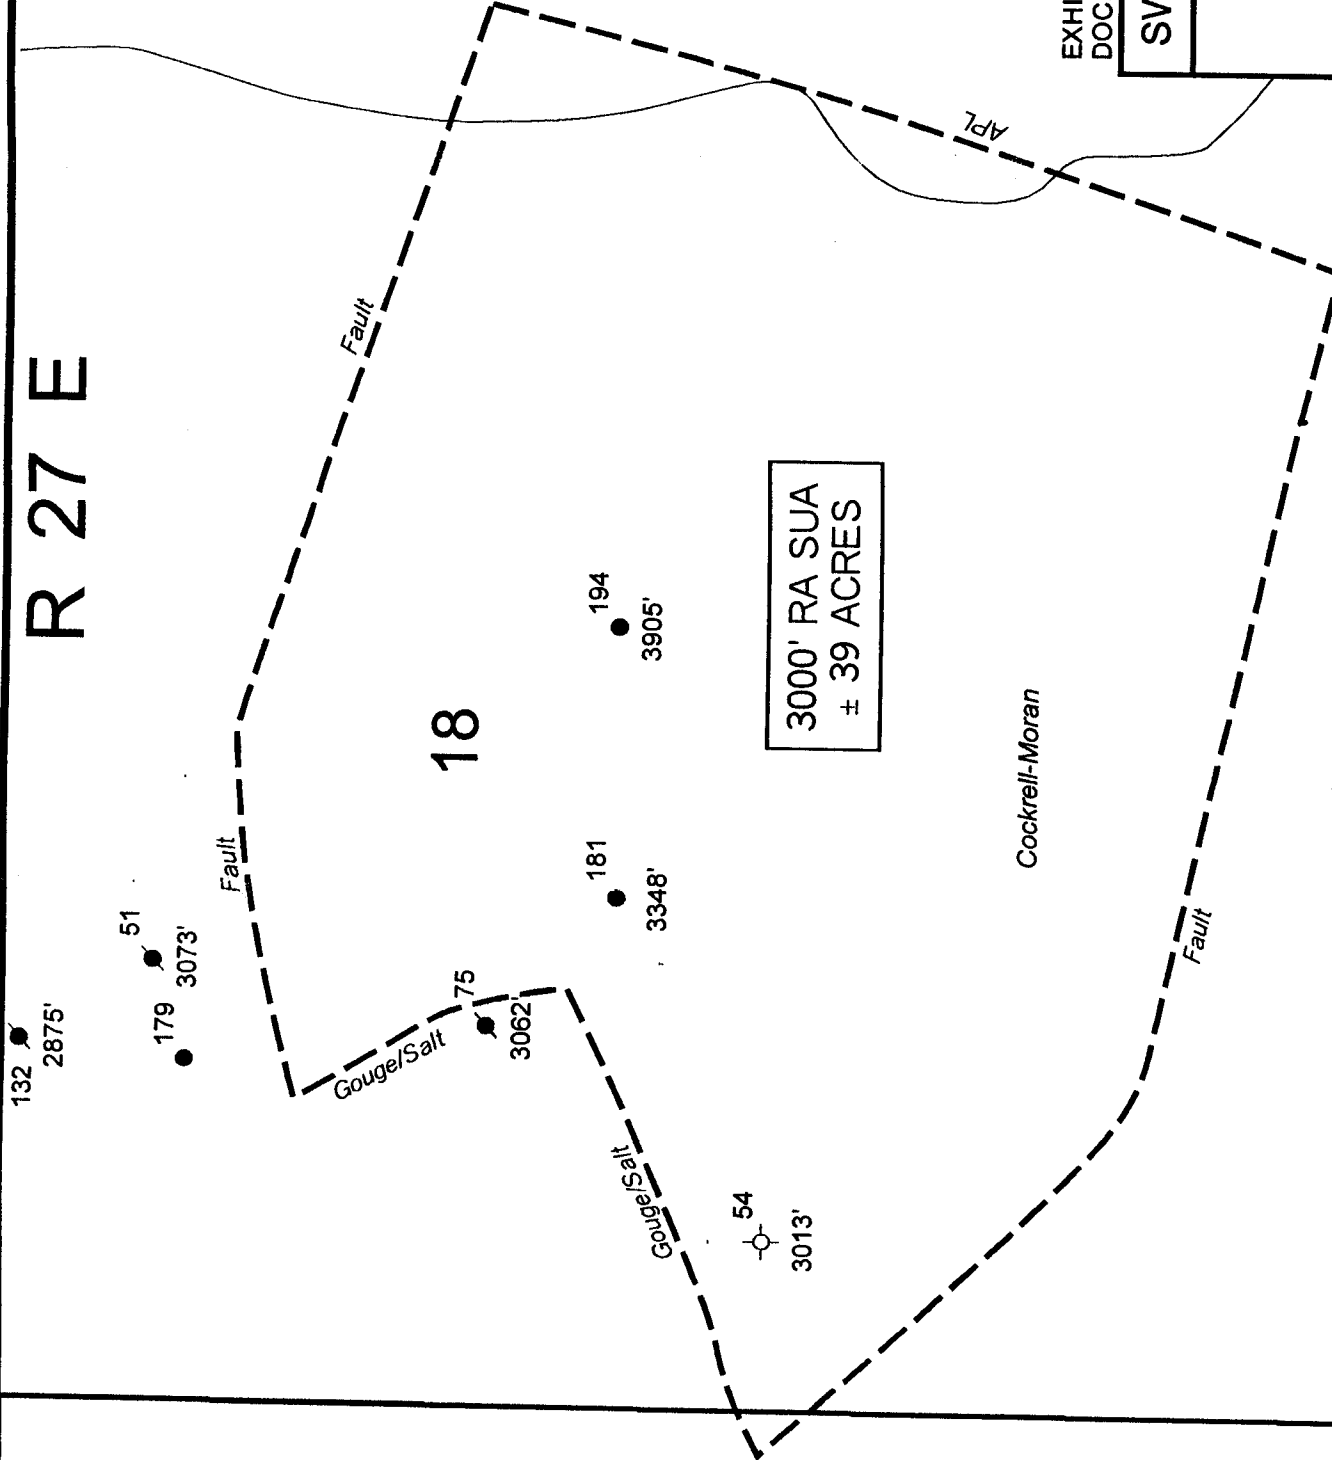 R 27 E
132
2875'
51
3073'
179
Fault
Fault
18
75
3062'
Gouge/Salt
Gouge/Salt
194
3905'
181
3348'
54
3013'
3000' RA SUA
± 39 ACRES
Cockrell-Moran
Fault
APL
EXHI
DOC
SV